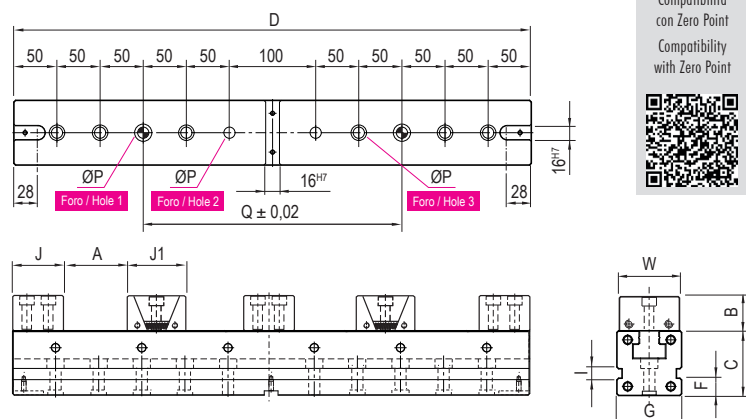 D
50 50 50 50 50 100 50 50 50 50 50
con Zero Point
Compatibility
with Zero Point
ØP ØP 16H7 ØP 16H7
28 Foro / Hole 1 Foro / Hole 2 Foro / Hole 3 28
Q ± 0,02
J A J1 W
B
C
I F
G